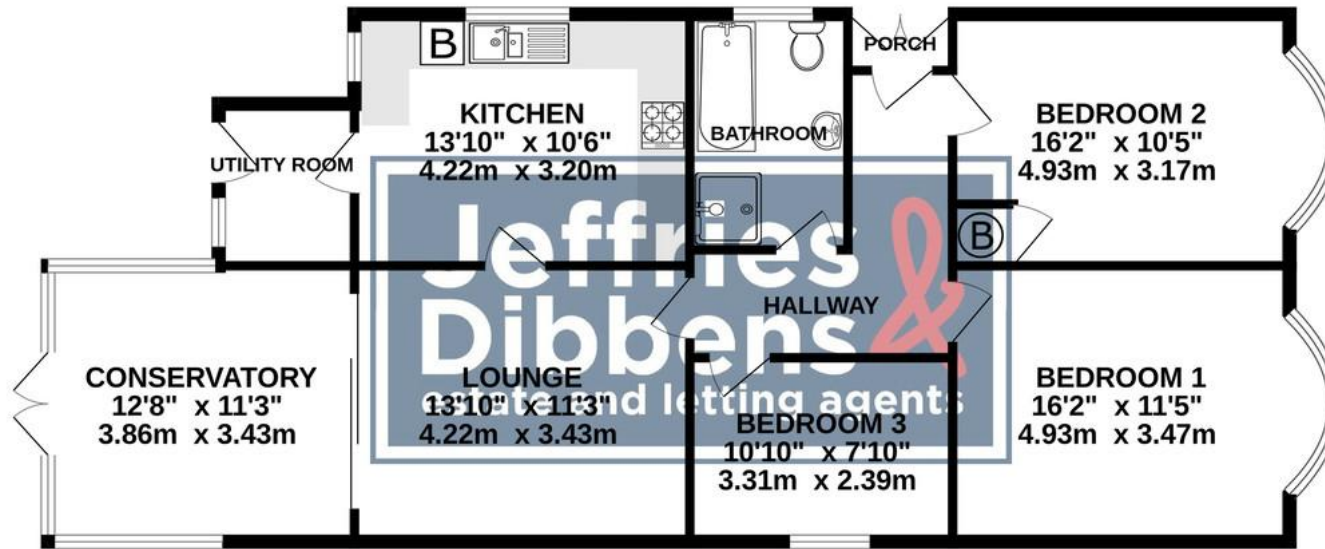 KITCHEN
13'10" x 10'6"
4.22m x 3.20m
B
BATHROOM
PORCH
BEDROOM 2
16'2" x 10'5"
4.93m x 3.17m
B
UTILITY ROOM
HALLWAY
CONSERVATORY
12'8" x 11'3"
3.86m x 3.43m
LOUNGE
13'10" x 11'3"
4.22m x 3.43m
BEDROOM 3
10'10" x 7'10"
3.31m x 2.39m
BEDROOM 1
16'2" x 11'5"
4.93m x 3.47m
Jeffries &
Dibbens
estate and letting agents